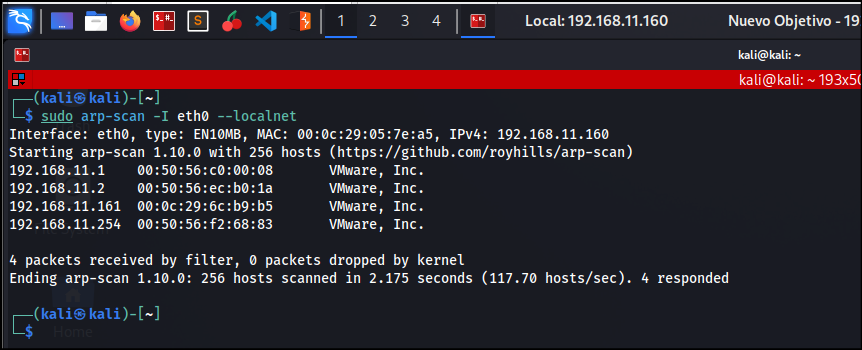 1 2 3 4 Local: 192.168.11.160 Nuevo Objetivo - 19
kali@kali: ~
kali@kali: ~ 193x50
┌──(kali㉿kali)-[~]
└─$ sudo arp-scan -I eth0 --localnet
Interface: eth0, type: EN10MB, MAC: 00:0c:29:05:7e:a5, IPv4: 192.168.11.160
Starting arp-scan 1.10.0 with 256 hosts (https://github.com/royhills/arp-scan)
192.168.11.1 00:50:56:c0:00:08 VMware, Inc.
192.168.11.2 00:50:56:ec:b0:1a VMware, Inc.
192.168.11.161 00:0c:29:6c:b9:b5 VMware, Inc.
192.168.11.254 00:50:56:f2:68:83 VMware, Inc.
4 packets received by filter, 0 packets dropped by kernel
Ending arp-scan 1.10.0: 256 hosts scanned in 2.175 seconds (117.70 hosts/sec). 4 responded
┌──(kali㉿kali)-[~]
└─$
Home